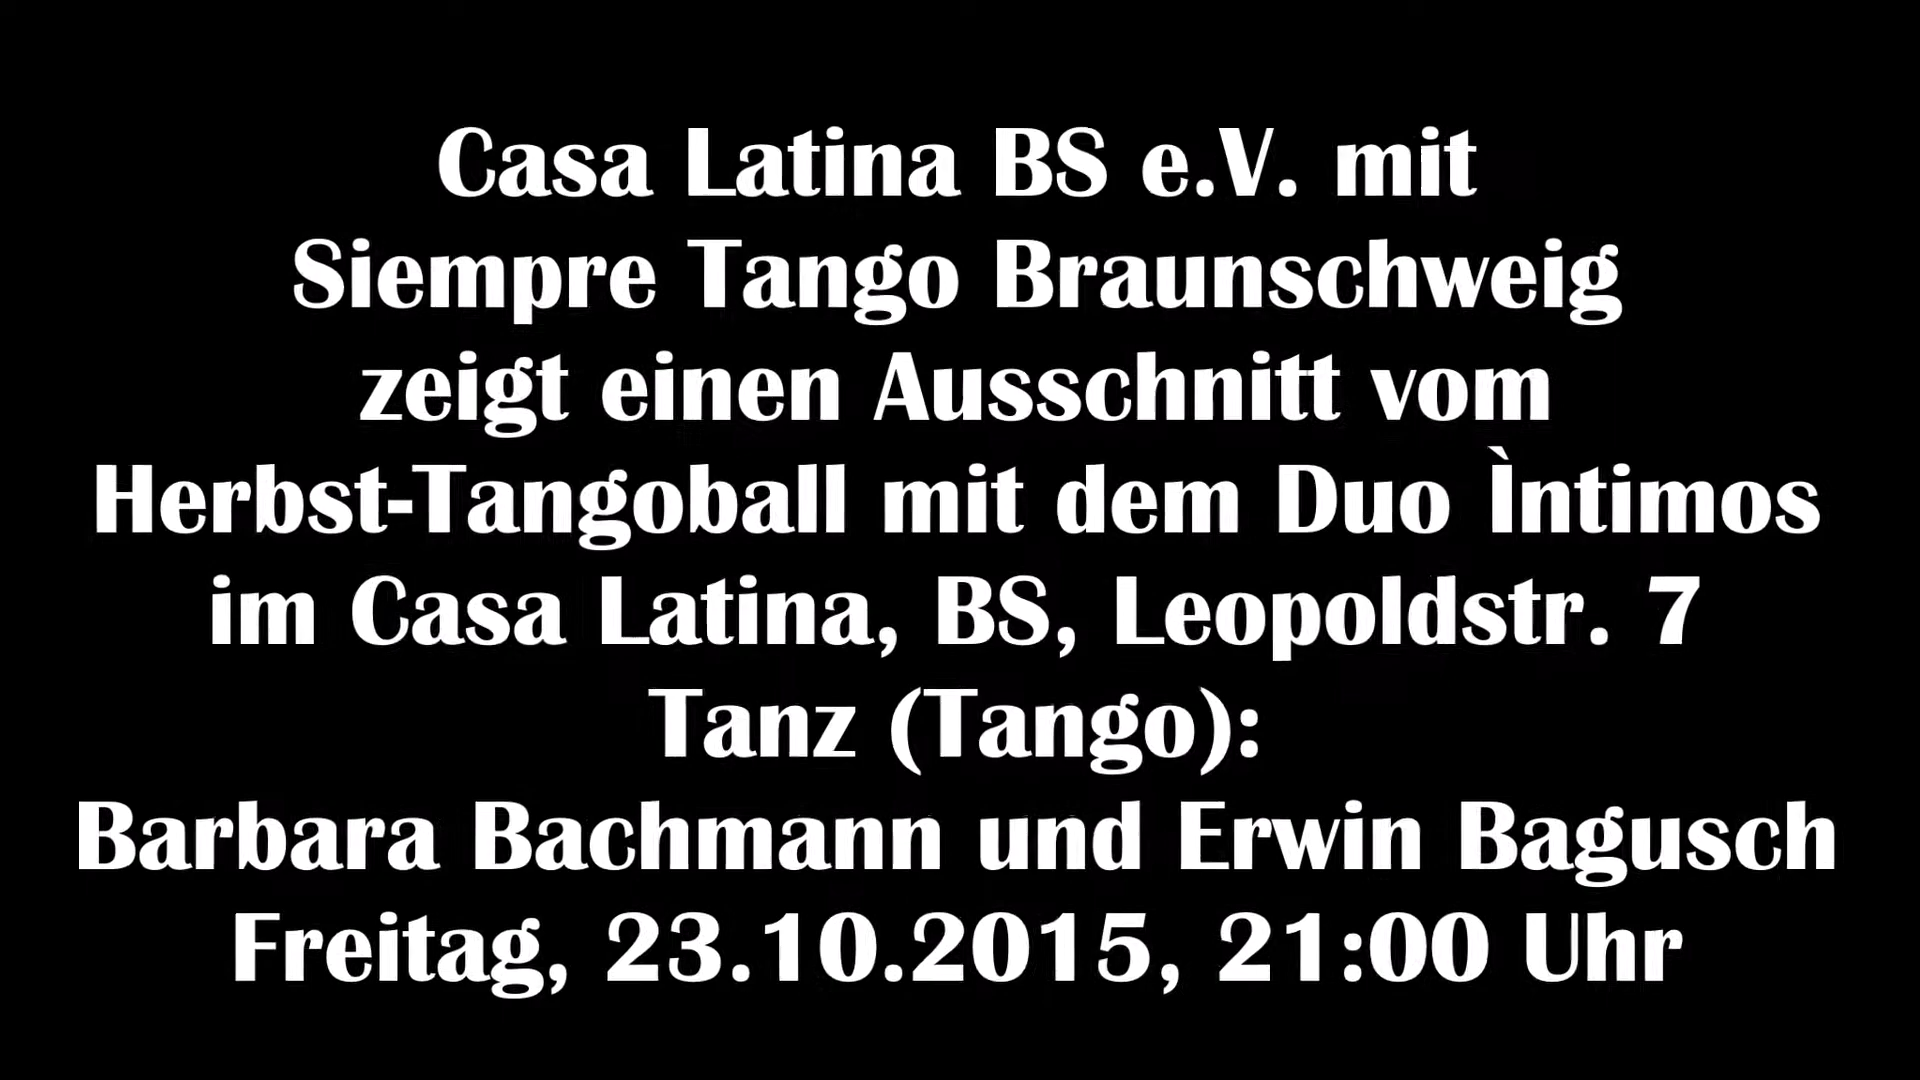 Casa Latina BS e.V. mit
Siempre Tango Braunschweig
zeigt einen Ausschnitt vom
Herbst-Tangoball mit dem Duo Ìntimos
im Casa Latina, BS, Leopoldstr. 7
Tanz (Tango):
Barbara Bachmann und Erwin Bagusch
Freitag, 23.10.2015, 21:00 Uhr